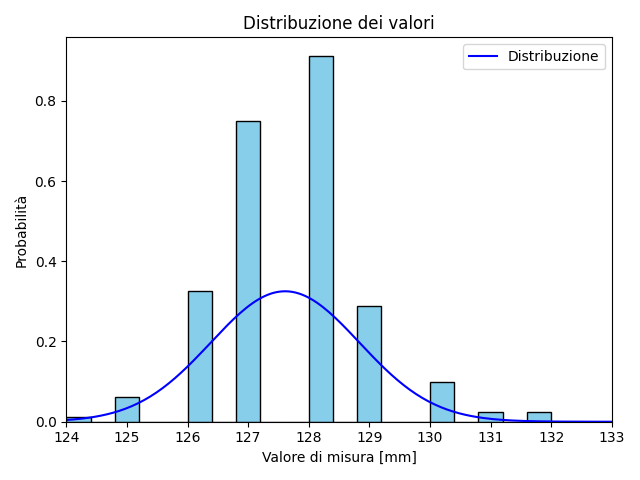 Distribuzione dei valori
Distribuzione
Probabilità
0.8
0.6
0.4
0.2
0.0
124 125 126 127 128 129 130 131 132 133
Valore di misura [mm]